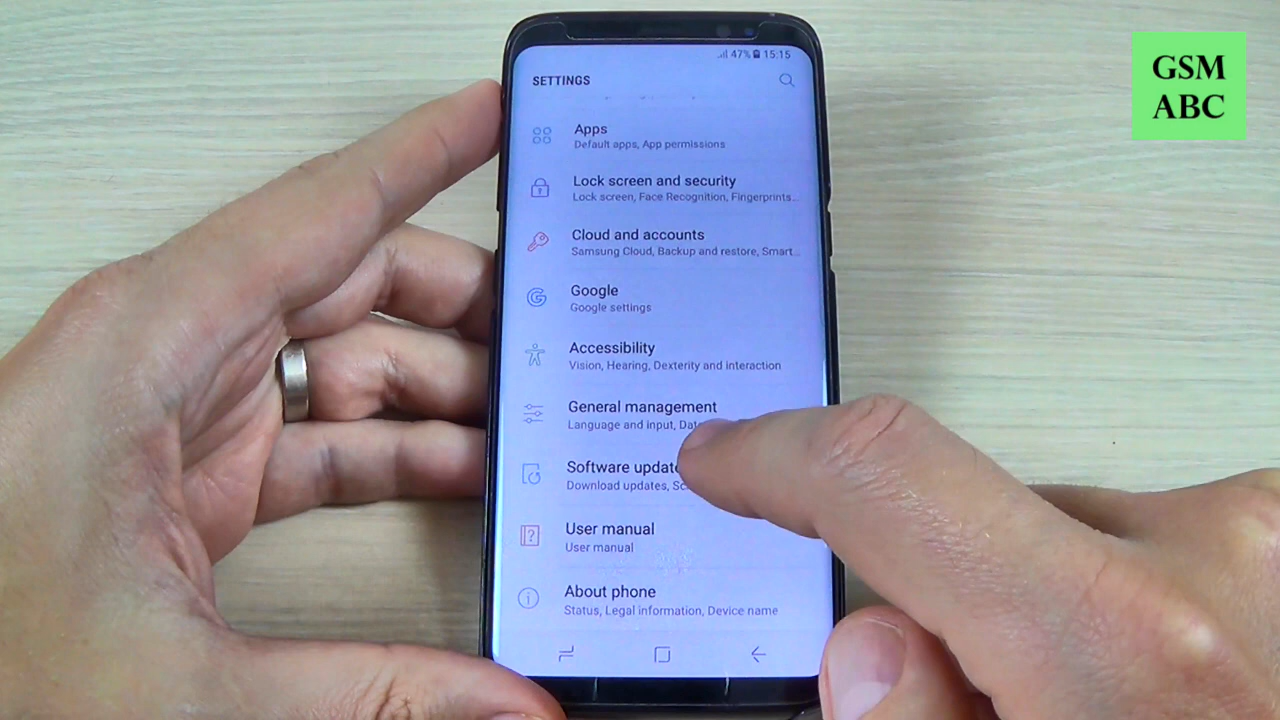 GSM
ABC
47% 15:15
SETTINGS
Apps
Default apps, App permissions
Lock screen and security
Lock screen, Face Recognition, Fingerprints...
Cloud and accounts
Samsung Cloud, Backup and restore, Smart...
Google
Google settings
Accessibility
Vision, Hearing, Dexterity and interaction
General management
Language and input, Date
Software update
Download updates, Sc
User manual
User manual
About phone
Status, Legal information, Device name